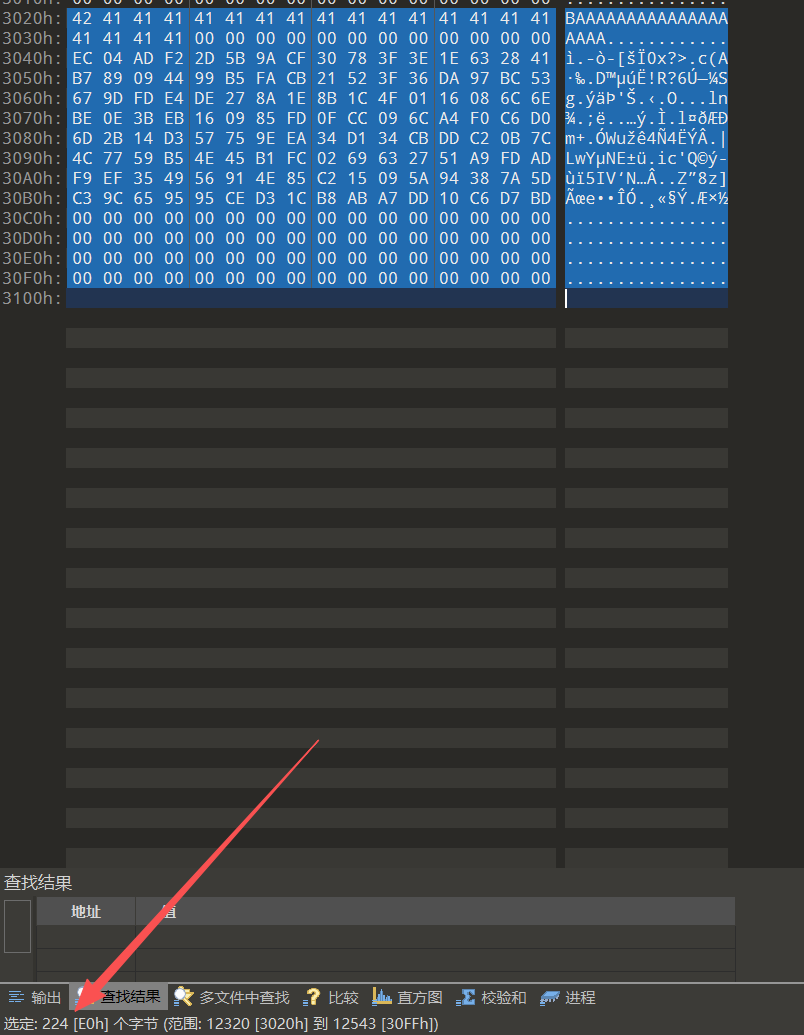 3020h: 42 41 41 41 41 41 41 41 41 41 41 41 41 41 41 41 BAAAAAAAAAAAAAAA
3030h: 41 41 41 41 00 00 00 00 00 00 00 00 00 00 00 00 AAAA............
3040h: EC 04 AD F2 2D 5B 9A CF 30 78 3F 3E 1E 63 28 41 ì.-ò-[šÏ0x?>.c(A
3050h: B7 89 09 44 99 B5 FA CB 21 52 3F 36 DA 97 BC 53 ·‰.D™µúË!R?6Ú—¼S
3060h: 67 9D FD E4 DE 27 8A 1E 8B 1C 4F 01 16 08 6C 6E g.ýäÞ'Š.‹.O...ln
3070h: BE 0E 3B EB 16 09 85 FD 0F CC 09 6C A4 F0 C6 D0 ¾.;ë..…ý.Ì.l¤ðÆÐ
3080h: 6D 2B 14 D3 57 75 9E EA 34 D1 34 CB DD C2 0B 7C m+.ÓWužê4Ñ4ËÝÂ.|
3090h: 4C 77 59 B5 4E 45 B1 FC 02 69 63 27 51 A9 FD AD LwYµNE±ü.ic'Q©ý-
30A0h: F9 EF 35 49 56 91 4E 85 C2 15 09 5A 94 38 7A 5D ùï5IV‘N…Â..Z”8z]
30B0h: C3 9C 65 95 95 CE D3 1C B8 AB A7 DD 10 C6 D7 BD Ãœe••ÎÓ.¸«§Ý.Æ×½
30C0h: 00 00 00 00 00 00 00 00 00 00 00 00 00 00 00 00 ................
30D0h: 00 00 00 00 00 00 00 00 00 00 00 00 00 00 00 00 ................
30E0h: 00 00 00 00 00 00 00 00 00 00 00 00 00 00 00 00 ................
30F0h: 00 00 00 00 00 00 00 00 00 00 00 00 00 00 00 00 ................
3100h:
查找结果
地址 值
输出 查找结果 多文件中查找 比较 直方图 校验和 进程
选定: 224 [E0h] 个字节 (范围: 12320 [3020h] 到 12543 [30FFh])